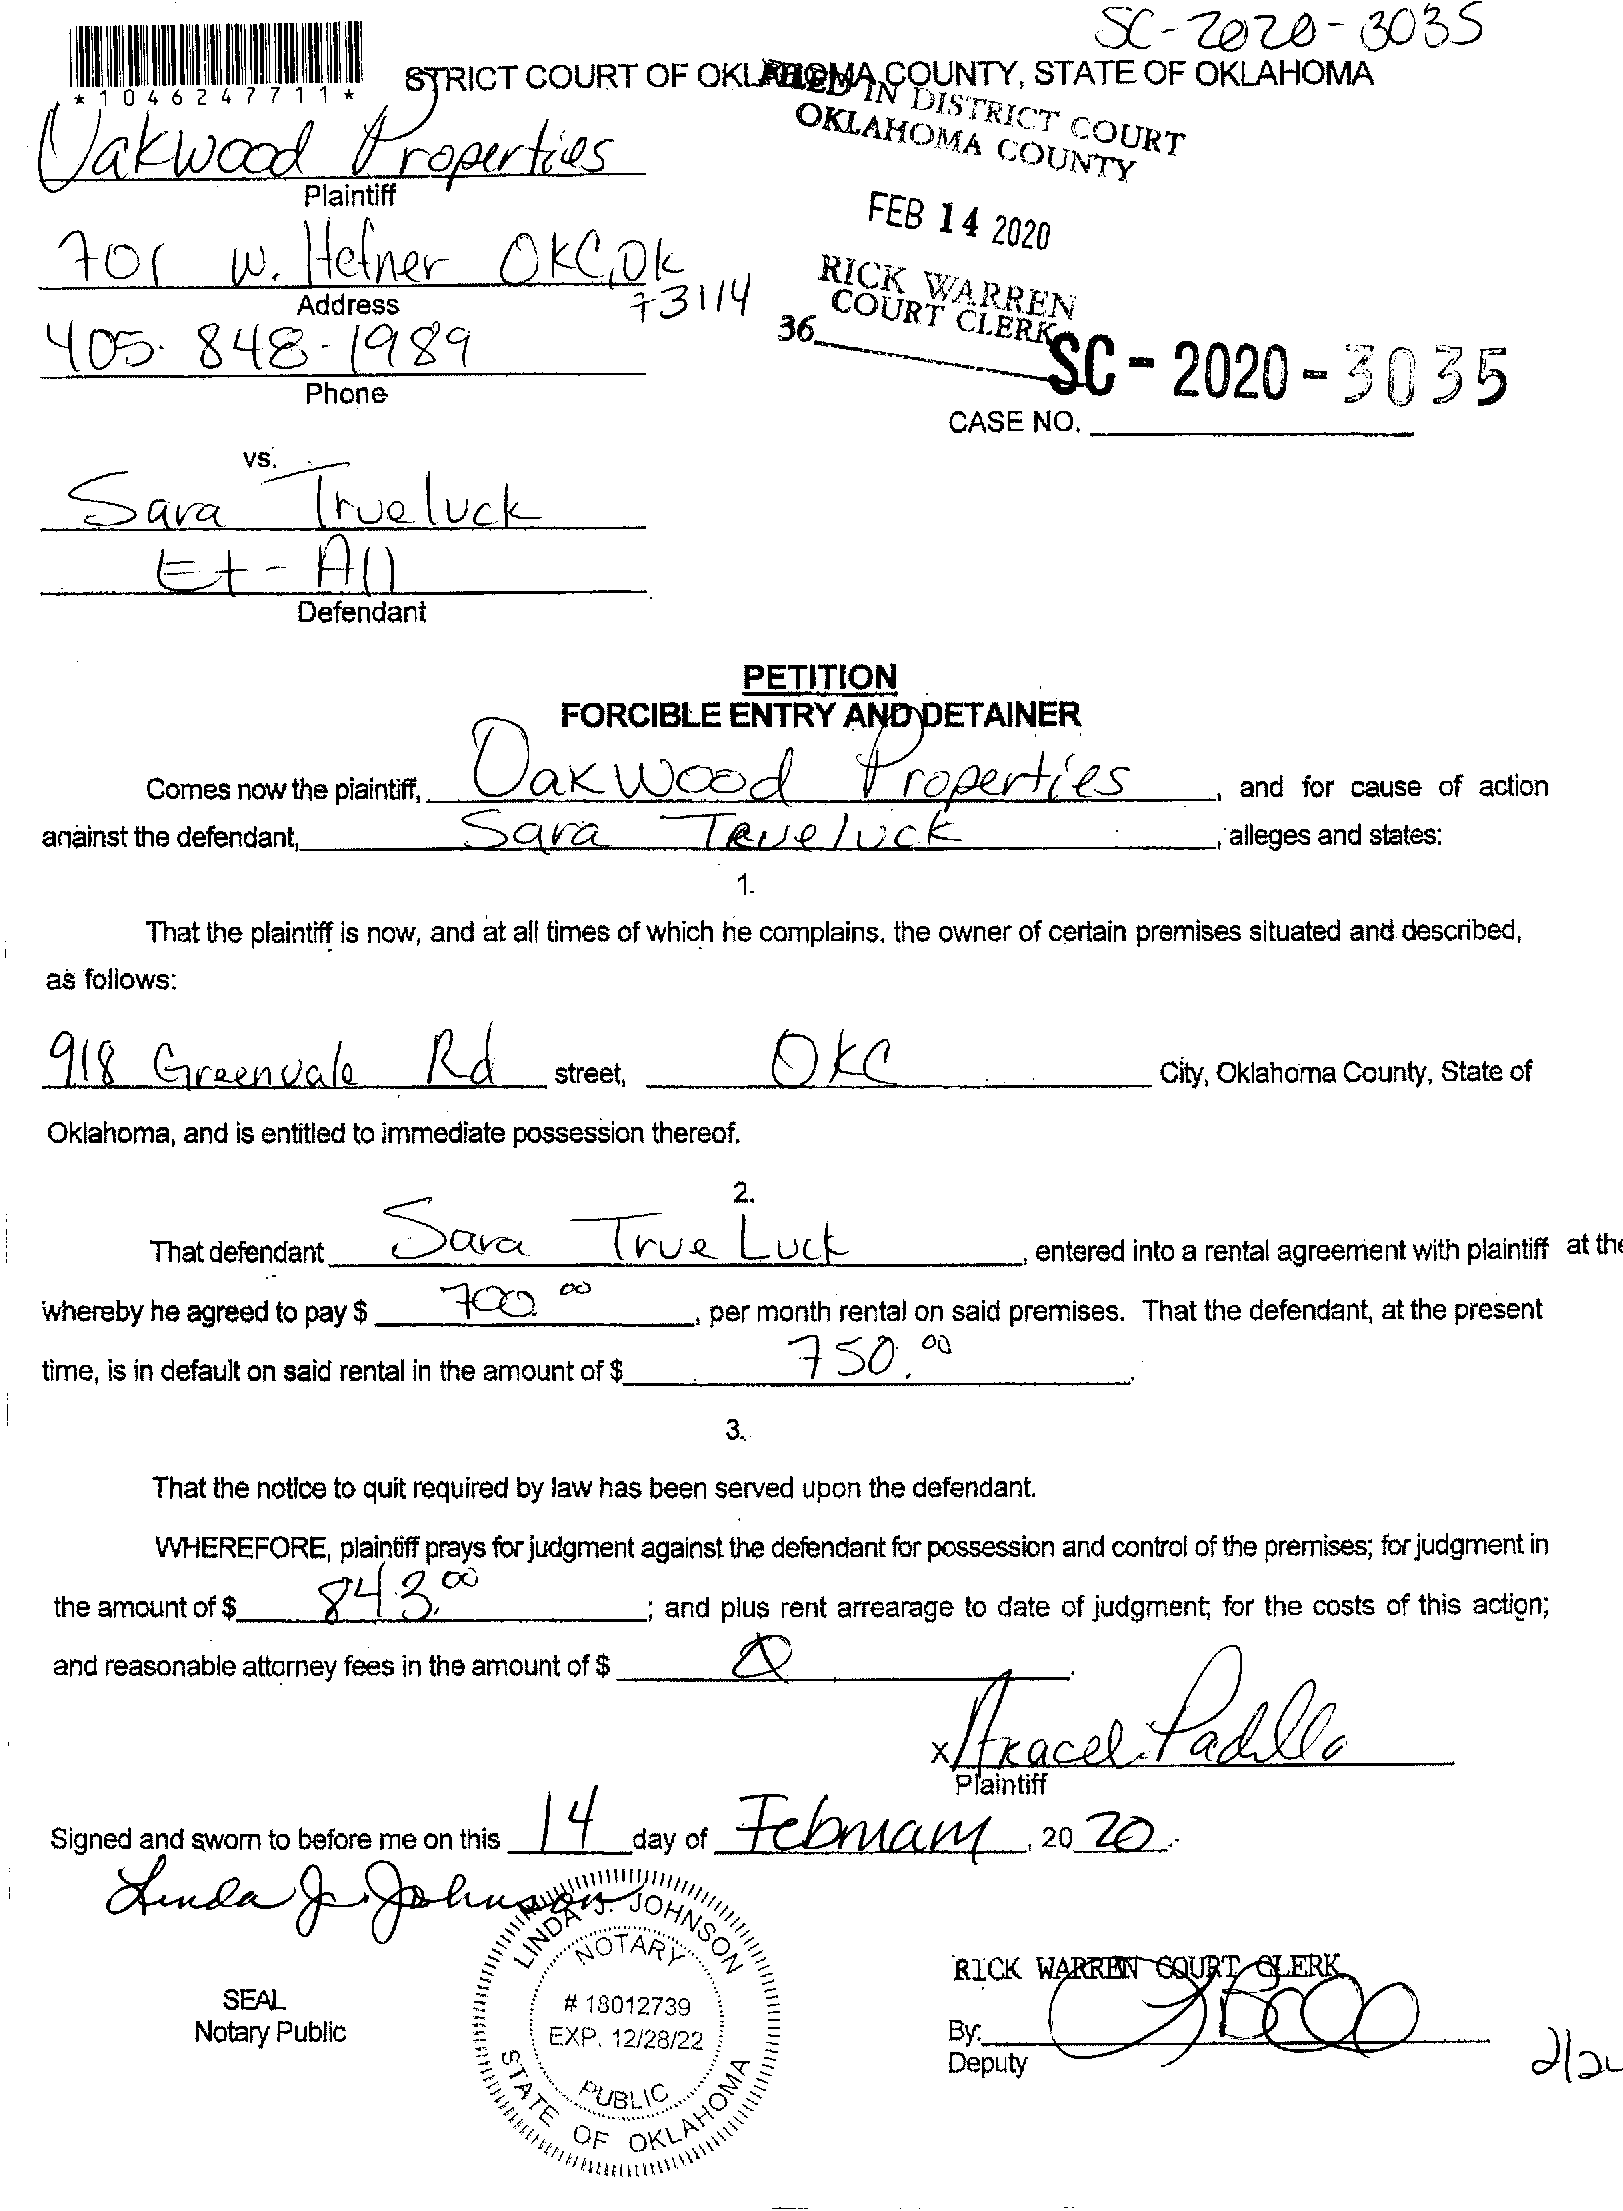 SC-2020-3035
*1046247711*
STRICT COURT OF OKLAHOMA COUNTY, STATE OF OKLAHOMA
FILED IN DISTRICT COURT
OKLAHOMA COUNTY
Oakwood Properties
Plaintiff
FEB 14 2020
701 W. Hefner OKC, OK
73114
Address
RICK WARREN
COURT CLERK
36
405-848-1989
Phone
SC-2020-3035
CASE NO.
vs.
Sara Trueluck
Et-All
Defendant
PETITION
FORCIBLE ENTRY AND DETAINER
Comes now the plaintiff, Oakwood Properties, and for cause of action
against the defendant, Sara Trueluck, alleges and states:
1.
That the plaintiff is now, and at all times of which he complains, the owner of certain premises situated and described,
as follows:
918 Greenvale Rd street, OKC City, Oklahoma County, State of
Oklahoma, and is entitled to immediate possession thereof.
2.
That defendant Sara True Luck, entered into a rental agreement with plaintiff at the
whereby he agreed to pay $ 700.00, per month rental on said premises. That the defendant, at the present
time, is in default on said rental in the amount of $ 750.00.
3.
That the notice to quit required by law has been served upon the defendant.
WHEREFORE, plaintiff prays for judgment against the defendant for possession and control of the premises; for judgment in
the amount of $ 843.00; and plus rent arrearage to date of judgment; for the costs of this action;
and reasonable attorney fees in the amount of $ 0.
x Aracel Padilla
Plaintiff
Signed and sworn to before me on this 14 day of February, 2020.
Linda J. Johnson
LINDA J. JOHNSON
NOTARY
# 18012739
EXP. 12/28/22
PUBLIC
STATE OF OKLAHOMA
SEAL
Notary Public
RICK WARREN COURT CLERK
By:
Deputy